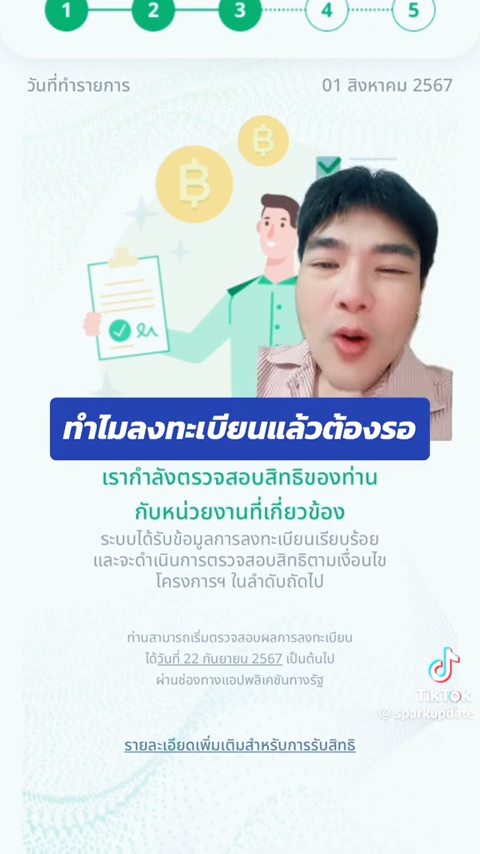 1 2 3 4 5
วันที่ทำรายการ 01 สิงหาคม 2567
ทำไมลงทะเบียนแล้วต้องรอ
เรากำลังตรวจสอบสิทธิของท่าน
กับหน่วยงานที่เกี่ยวข้อง
ระบบได้รับข้อมูลการลงทะเบียนเรียบร้อย
และจะดำเนินการตรวจสอบสิทธิตามเงื่อนไข
โครงการฯ ในลำดับถัดไป
ท่านสามารถเริ่มตรวจสอบผลการลงทะเบียน
ได้วันที่ 22 กันยายน 2567 เป็นต้นไป
ผ่านช่องทางแอปพลิเคชันทางรัฐ
TikTok
@sparkupdate
รายละเอียดเพิ่มเติมสำหรับการรับสิทธิ